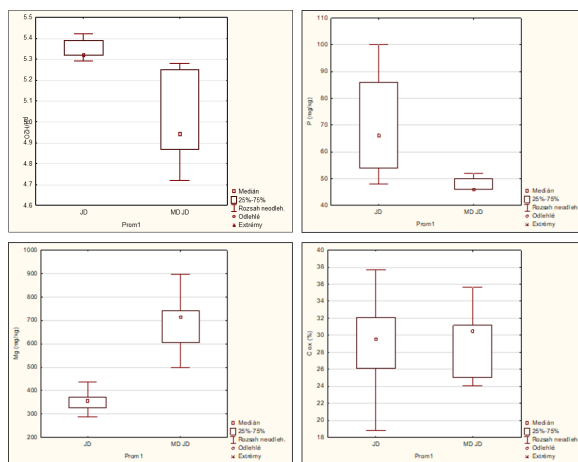 5.5
5.4
5.3
5.2
5.1
5.0
4.9
4.8
4.7
4.6
JD
MD JD
Prom1
Medián
25%-75%
Rozsah neodleh.
Odlehlé
Extrémy
P (mg/kg)
110
100
90
80
70
60
50
40
JD
MD JD
Prom1
Medián
25%-75%
Rozsah neodleh.
Odlehlé
Extrémy
Mg (mg/kg)
1000
900
800
700
600
500
400
300
200
JD
MD JD
Prom1
Medián
25%-75%
Rozsah neodleh.
Odlehlé
Extrémy
C ox (%)
40
38
36
34
32
30
28
26
24
22
20
18
JD
MD JD
Prom1
Medián
25%-75%
Rozsah neodleh.
Odlehlé
Extrémy